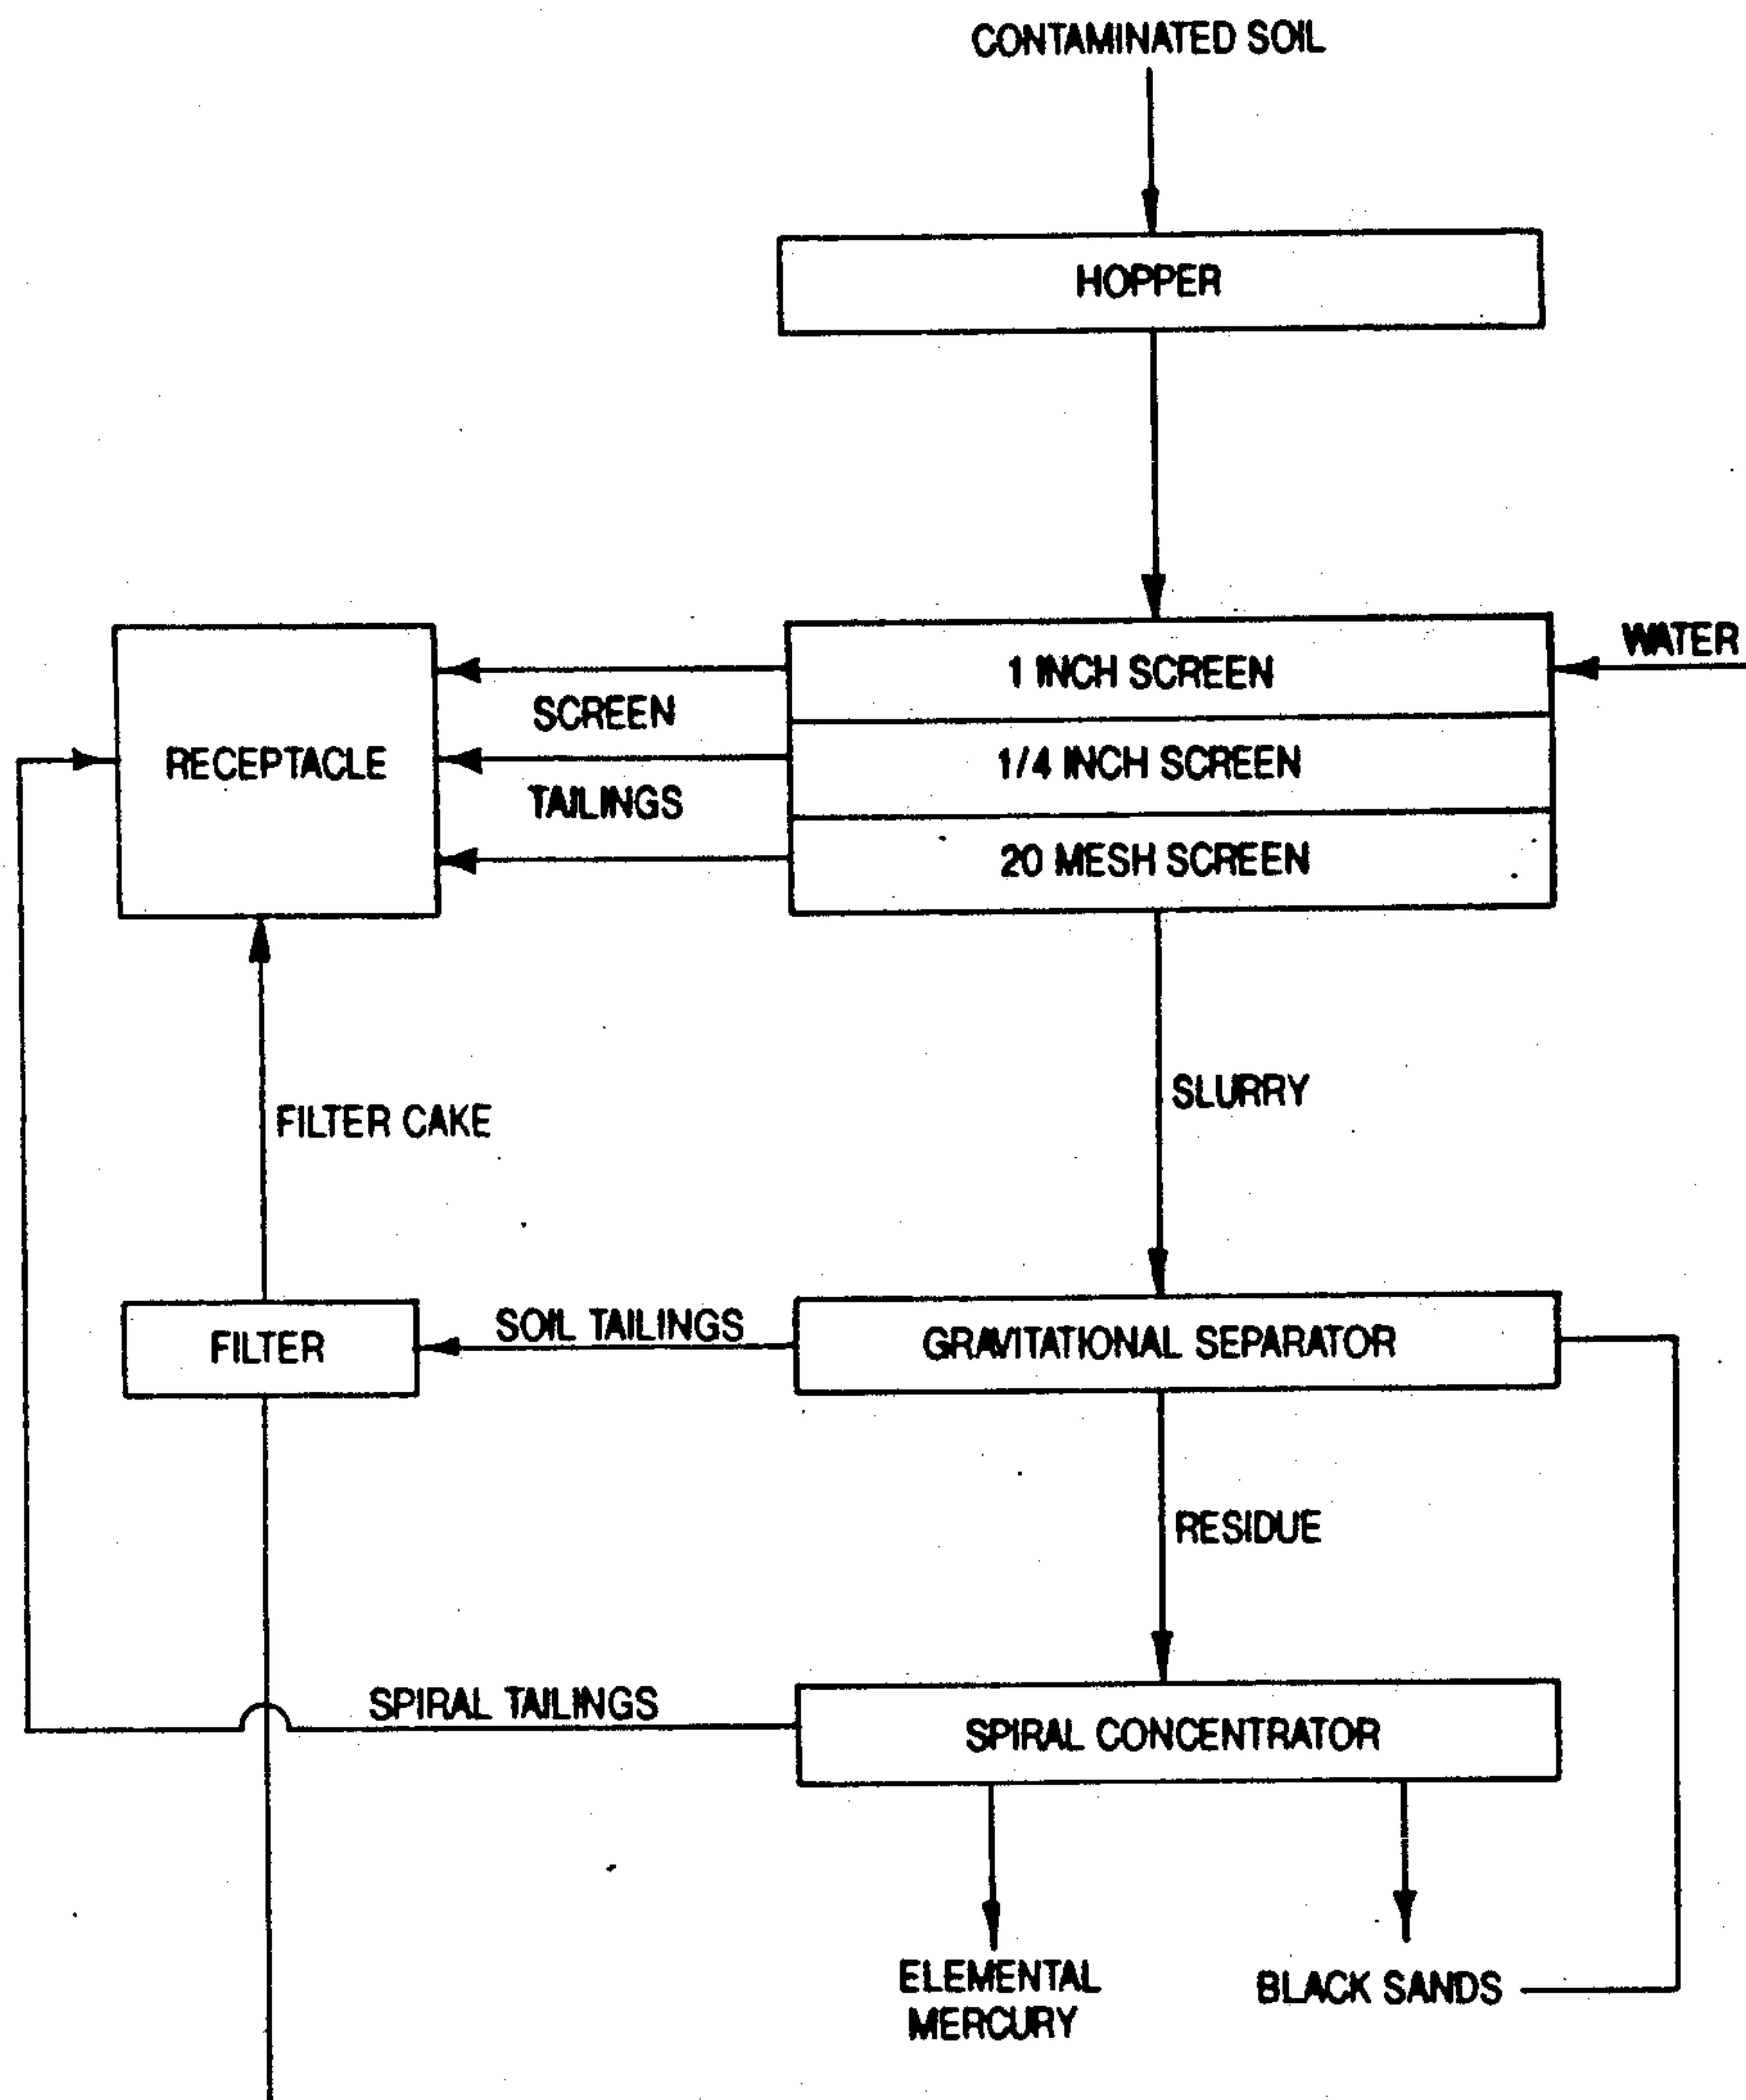 CONTAMINATED SOIL
HOPPER
WATER
1 INCH SCREEN
SCREEN
RECEPTACLE
1/4 INCH SCREEN
TAILINGS
20 MESH SCREEN
SLURRY
FILTER CAKE
SOIL TAILINGS
GRAVITATIONAL SEPARATOR
FILTER
RESIDUE
SPIRAL TAILINGS
SPIRAL CONCENTRATOR
ELEMENTAL
MERCURY
BLACK SANDS